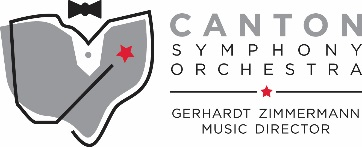 CANTON
SYMPHONY
ORCHESTRA
GERHARDT ZIMMERMANN
MUSIC DIRECTOR